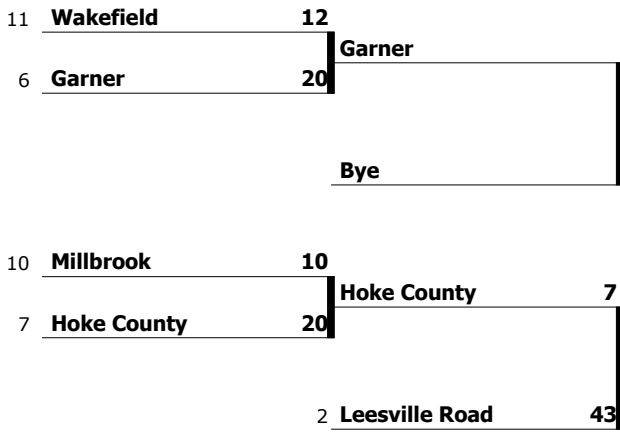 11 Wakefield 12
Garner
6 Garner 20
Bye
10 Millbrook 10
Hoke County 7
7 Hoke County 20
2 Leesville Road 43